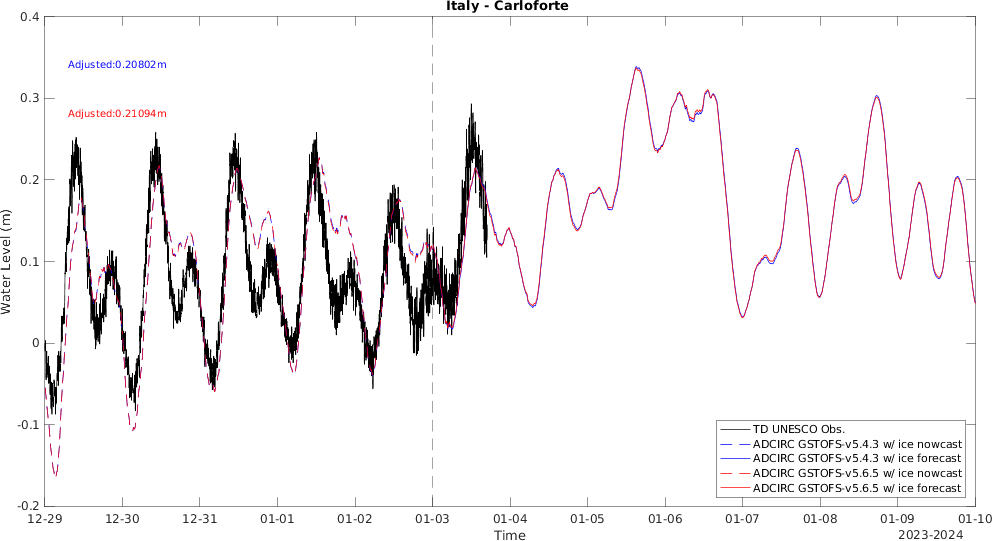 Italy - Carloforte
0.4
0.3
0.2
0.1
0
-0.1
-0.2
Water Level (m)
Adjusted:0.20802m
Adjusted:0.21094m
TD UNESCO Obs.
ADCIRC GSTOFS-v5.4.3 w/ ice nowcast
ADCIRC GSTOFS-v5.4.3 w/ ice forecast
ADCIRC GSTOFS-v5.6.5 w/ ice nowcast
ADCIRC GSTOFS-v5.6.5 w/ ice forecast
12-29 12-30 12-31 01-01 01-02 01-03 01-04 01-05 01-06 01-07 01-08 01-09 01-10
Time
2023-2024